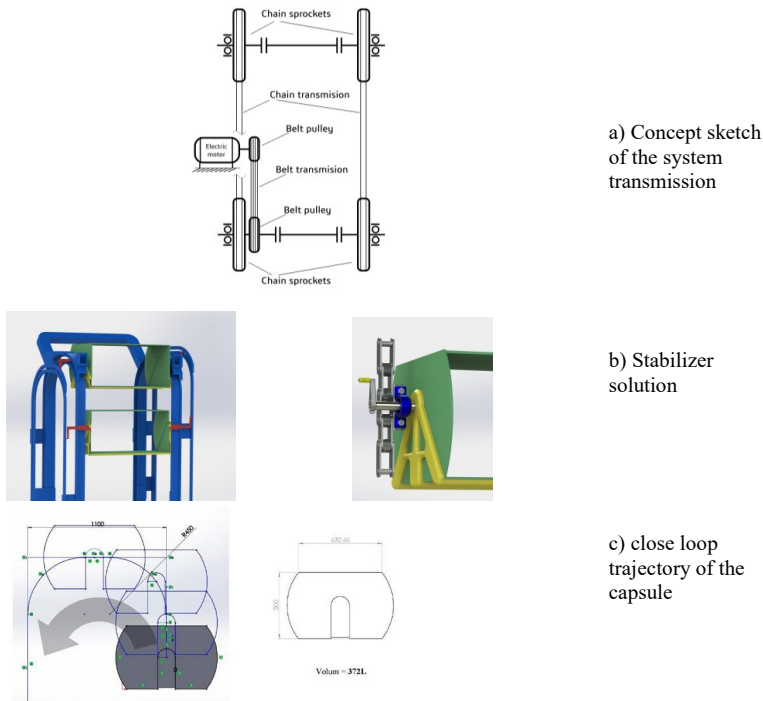 Chain sprockets
Chain transmision
Belt pulley
Electric
motor
Belt transmision
Belt pulley
Chain sprockets
a) Concept sketch
of the system
transmission
b) Stabilizer
solution
1100
R450
500
Volum = 372L
c) close loop
trajectory of the
capsule